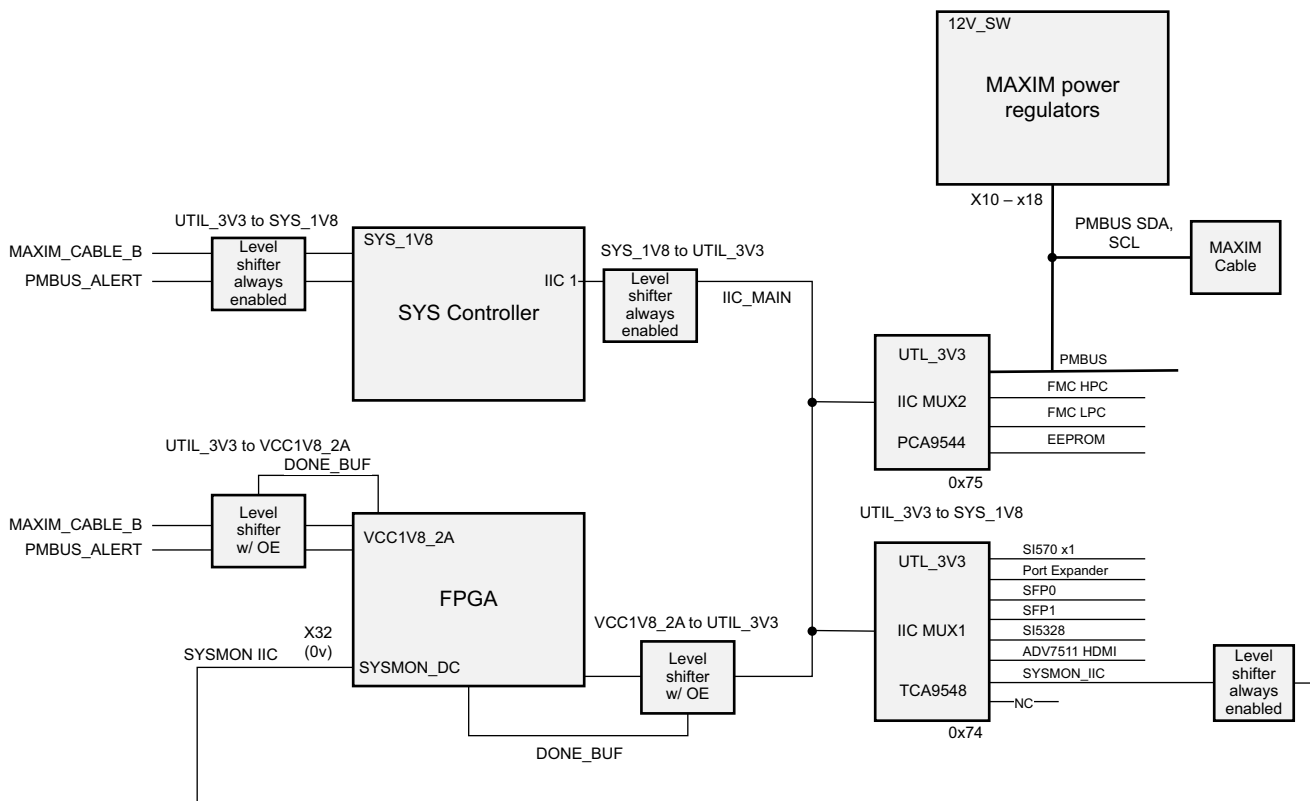 12V_SW
MAXIM power
regulators
X10 – x18
PMBUS SDA,
SCL
MAXIM
Cable
UTIL_3V3 to SYS_1V8
MAXIM_CABLE_B
PMBUS_ALERT
Level
shifter
always
enabled
SYS_1V8
IIC 1
SYS Controller
SYS_1V8 to UTIL_3V3
Level
shifter
always
enabled
IIC_MAIN
UTL_3V3
IIC MUX2
PCA9544
0x75
PMBUS
FMC HPC
FMC LPC
EEPROM
UTIL_3V3 to VCC1V8_2A
DONE_BUF
MAXIM_CABLE_B
PMBUS_ALERT
Level
shifter
w/ OE
VCC1V8_2A
FPGA
SYSMON_DC
X32
(0v)
SYSMON IIC
VCC1V8_2A to UTIL_3V3
Level
shifter
w/ OE
DONE_BUF
UTIL_3V3 to SYS_1V8
UTL_3V3
IIC MUX1
TCA9548
0x74
SI570 x1
Port Expander
SFP0
SFP1
SI5328
ADV7511 HDMI
SYSMON_IIC
NC
Level
shifter
always
enabled